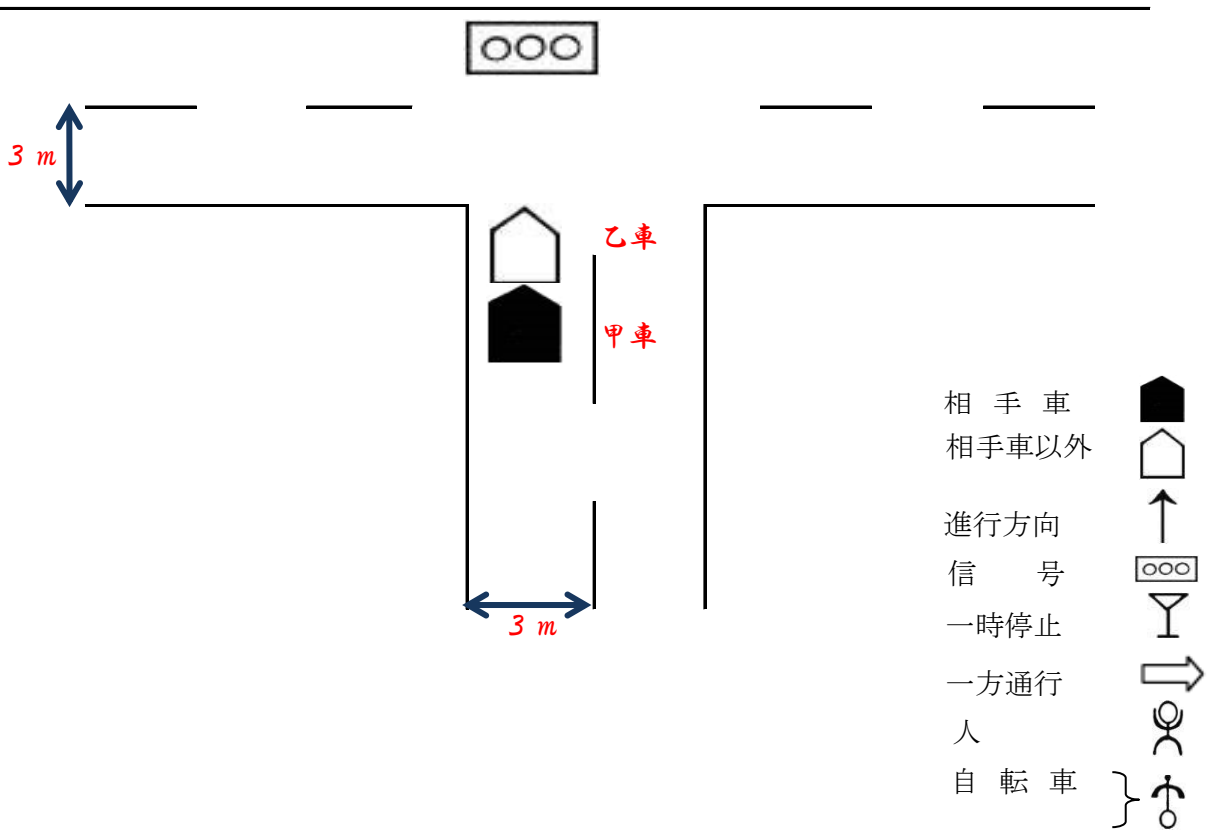 3 m
乙車
甲車
3 m
相 手 車
相手車以外
進行方向
信 号
一時停止
一方通行
人
自 転 車